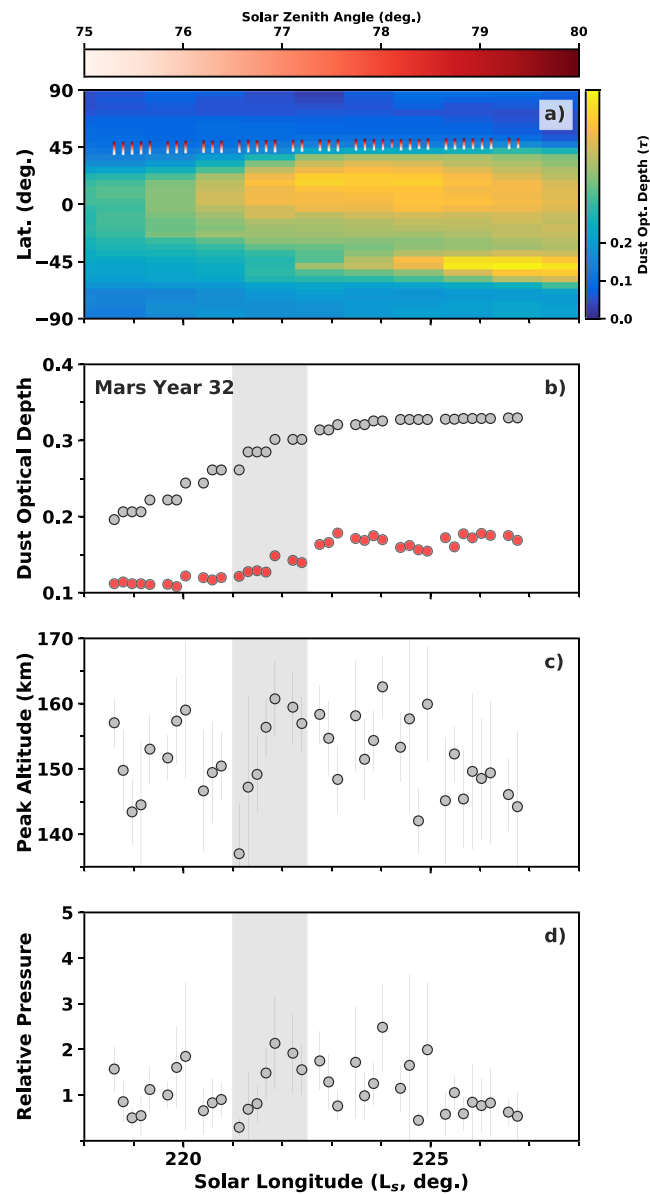 Solar Zenith Angle (deg.)
75 76 77 78 79 80
90
45
0
−45
−90
Lat. (deg.)
a)
0.2
0.1
0.0
Dust Opt. Depth (τ)
0.4
0.3
0.2
0.1
Dust Optical Depth
Mars Year 32
b)
170
160
150
140
Peak Altitude (km)
c)
5
4
3
2
1
Relative Pressure
d)
220 225
Solar Longitude (Ls, deg.)